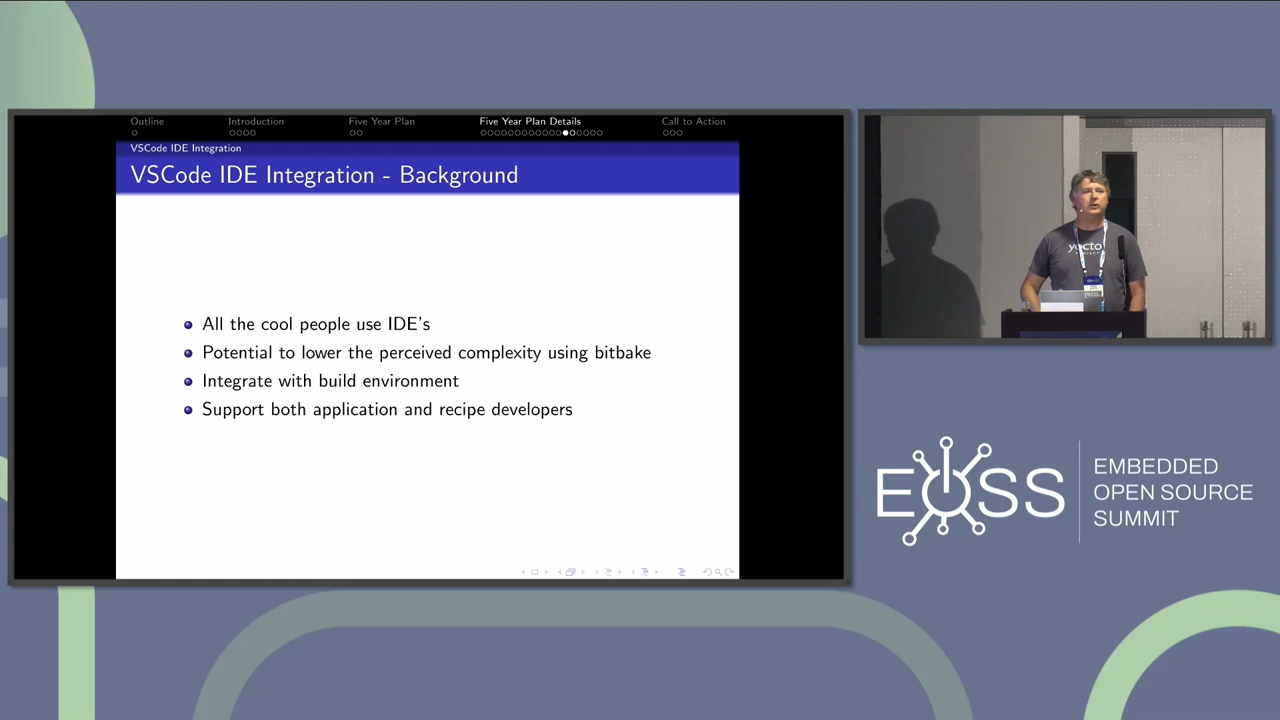 Outline
Introduction
Five Year Plan
Five Year Plan Details
Call to Action
VSCode IDE Integration
VSCode IDE Integration - Background
All the cool people use IDE's
Potential to lower the perceived complexity using bitbake
Integrate with build environment
Support both application and recipe developers
yocto
PROJECT
EOSS
EMBEDDED
OPEN SOURCE
SUMMIT